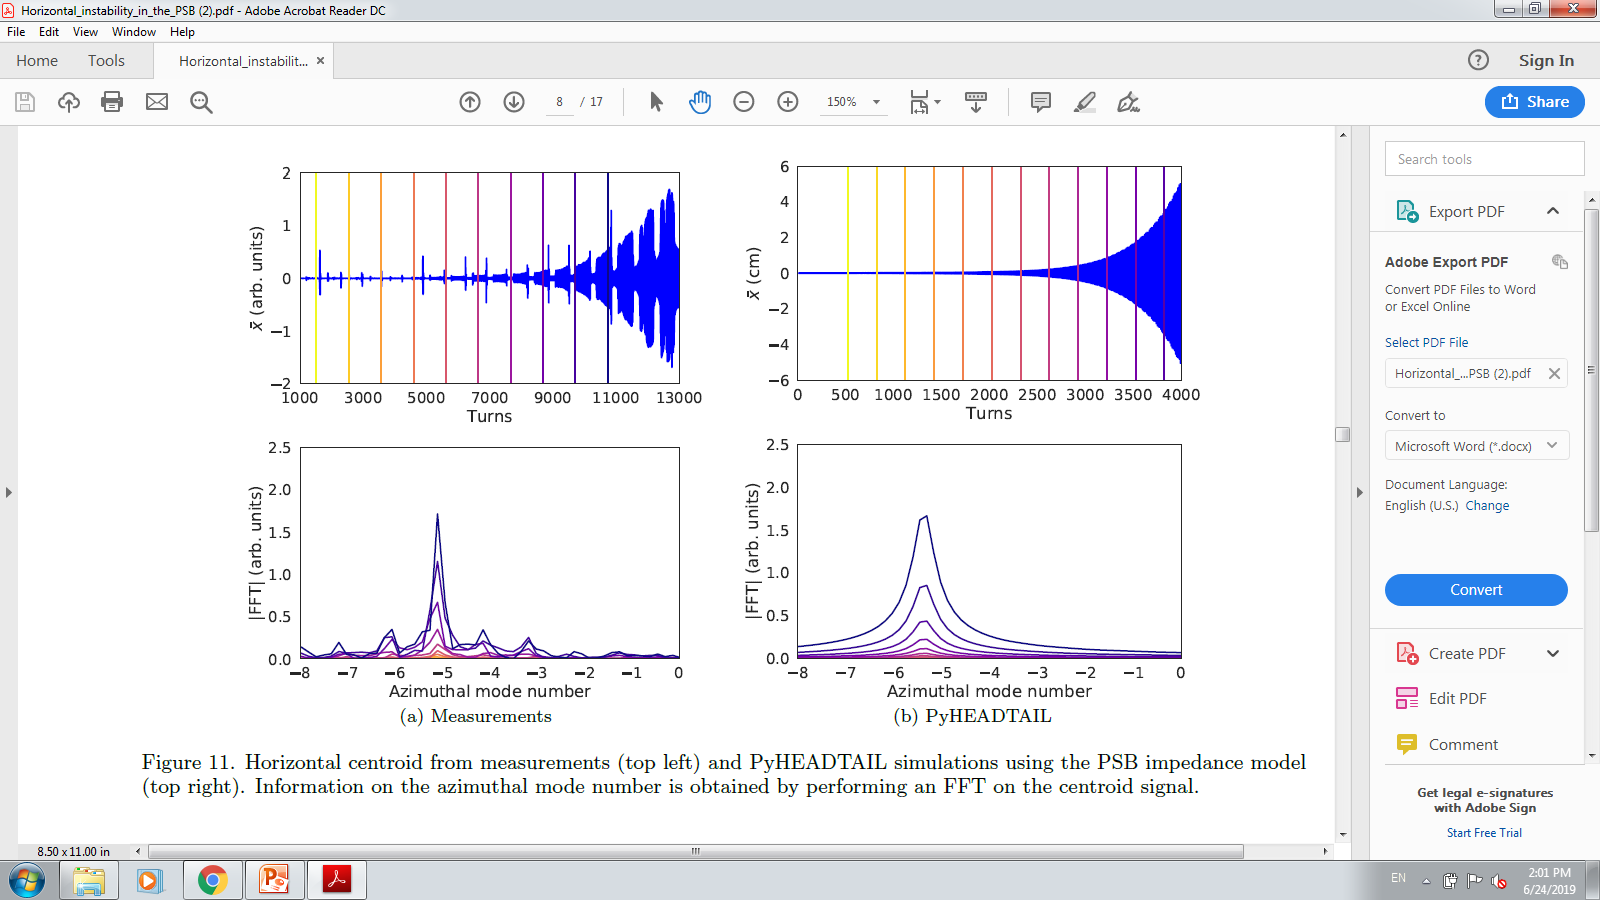 Horizontal_instability_in_the_PSB (2).pdf - Adobe Acrobat Reader DC
File Edit View Window Help
Home Tools Horizontal_instabilit... × Sign In
8 / 17 150% Share
2
1
0
−1
−2
x̄ (arb. units)
1000 3000 5000 7000 9000 11000 13000
Turns
6
4
2
0
−2
−4
−6
x̄ (cm)
0 500 1000 1500 2000 2500 3000 3500 4000
Turns
2.5
2.0
1.5
1.0
0.5
0.0
|FFT| (arb. units)
−8 −7 −6 −5 −4 −3 −2 −1 0
Azimuthal mode number
(a) Measurements
2.5
2.0
1.5
1.0
0.5
0.0
|FFT| (arb. units)
−8 −7 −6 −5 −4 −3 −2 −1 0
Azimuthal mode number
(b) PyHEADTAIL
Figure 11. Horizontal centroid from measurements (top left) and PyHEADTAIL simulations using the PSB impedance model
(top right). Information on the azimuthal mode number is obtained by performing an FFT on the centroid signal.
8.50 x 11.00 in
Search tools
Export PDF
Adobe Export PDF
Convert PDF Files to Word
or Excel Online
Select PDF File
Horizontal_...PSB (2).pdf
Convert to
Microsoft Word (*.docx)
Document Language:
English (U.S.) Change
Convert
Create PDF
Edit PDF
Comment
Get legal e-signatures
with Adobe Sign
Start Free Trial
EN
2:01 PM
6/24/2019